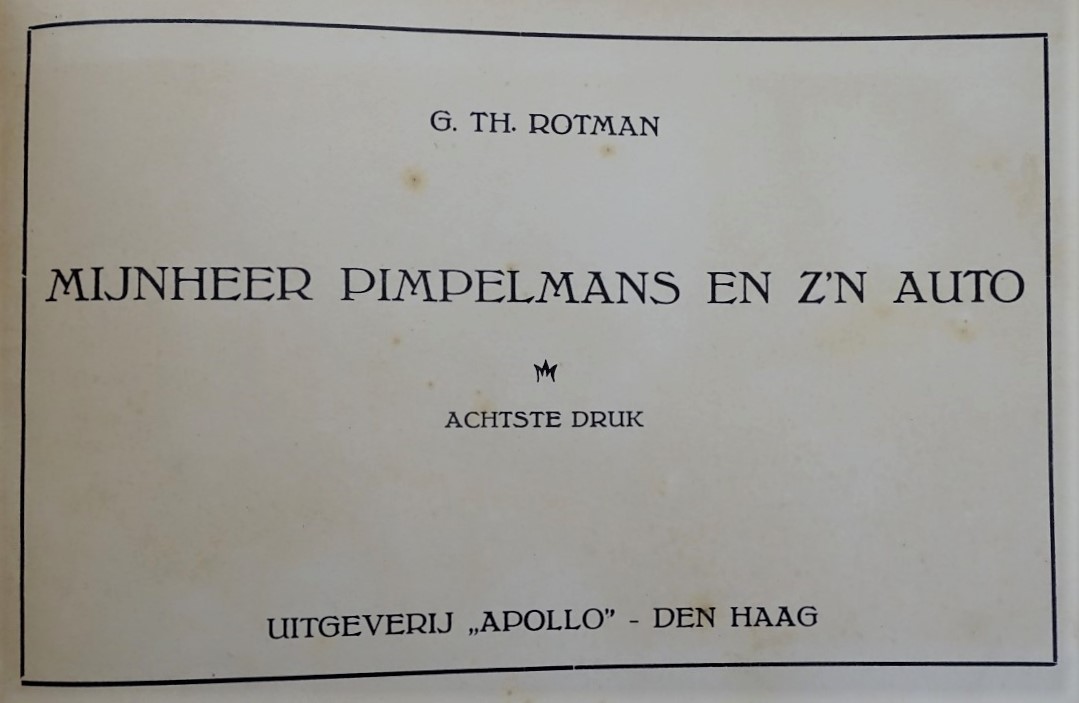 G. TH. ROTMAN
MIJNHEER PIMPELMANS EN Z'N AUTO
ACHTSTE DRUK
UITGEVERIJ „APOLLO” - DEN HAAG